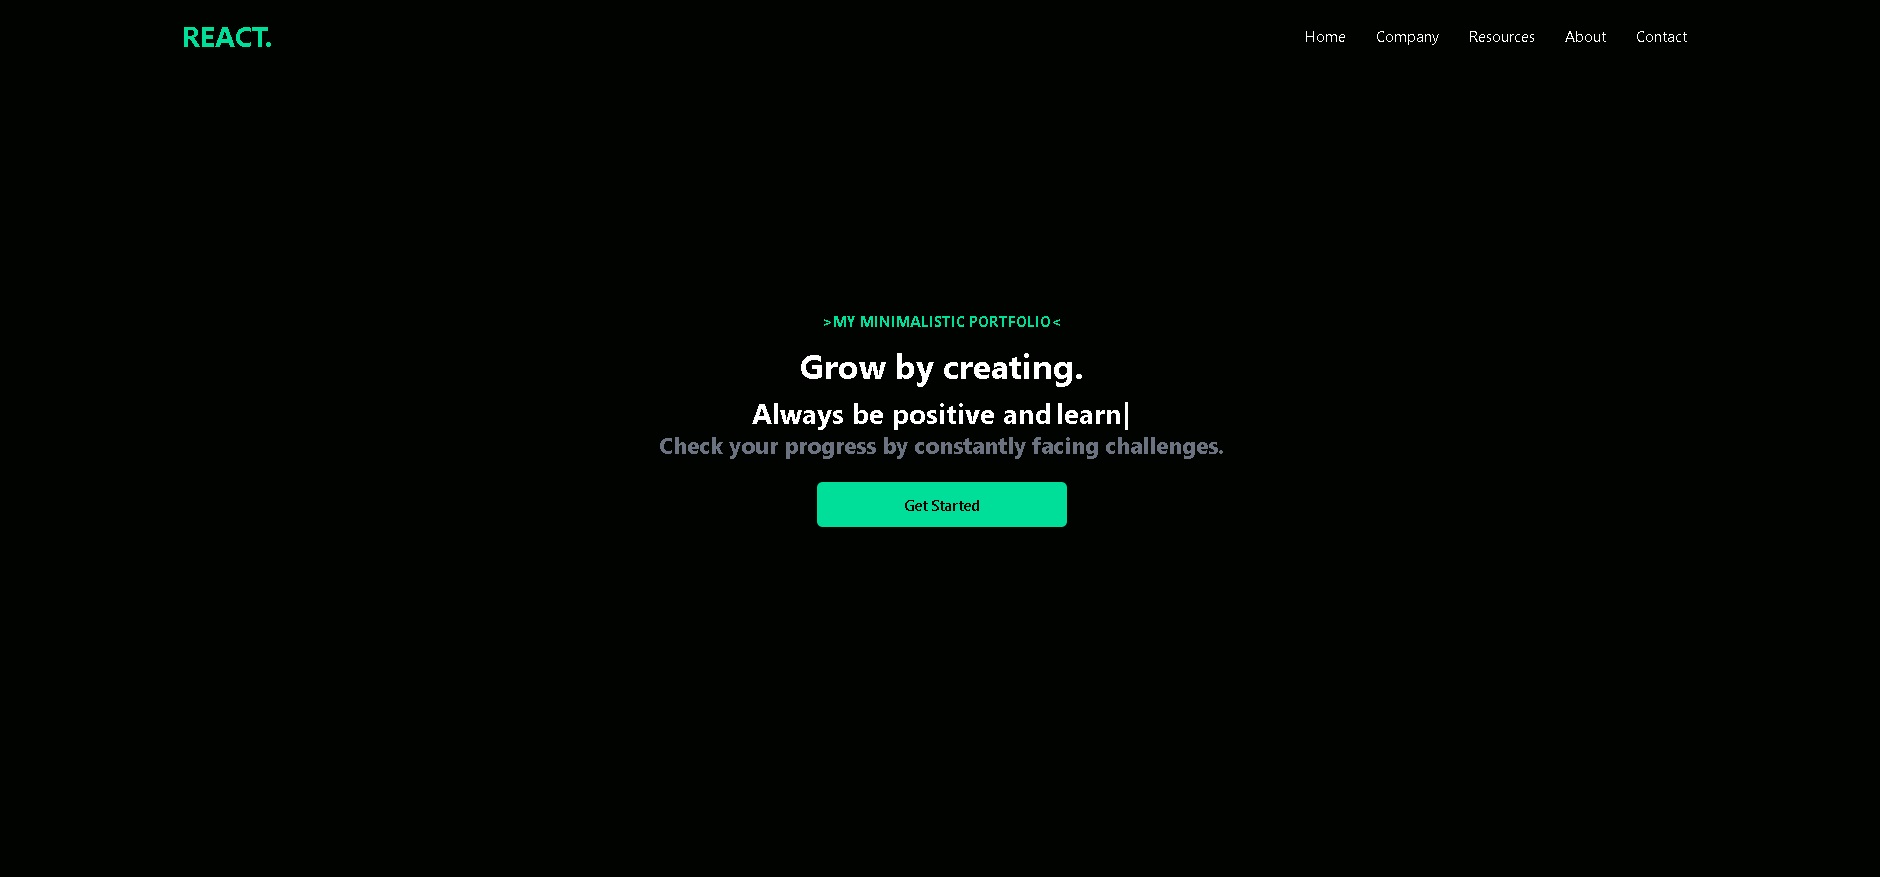 REACT.
Home Company Resources About Contact
>MY MINIMALISTIC PORTFOLIO<
Grow by creating.
Always be positive and learn|
Check your progress by constantly facing challenges.
Get Started